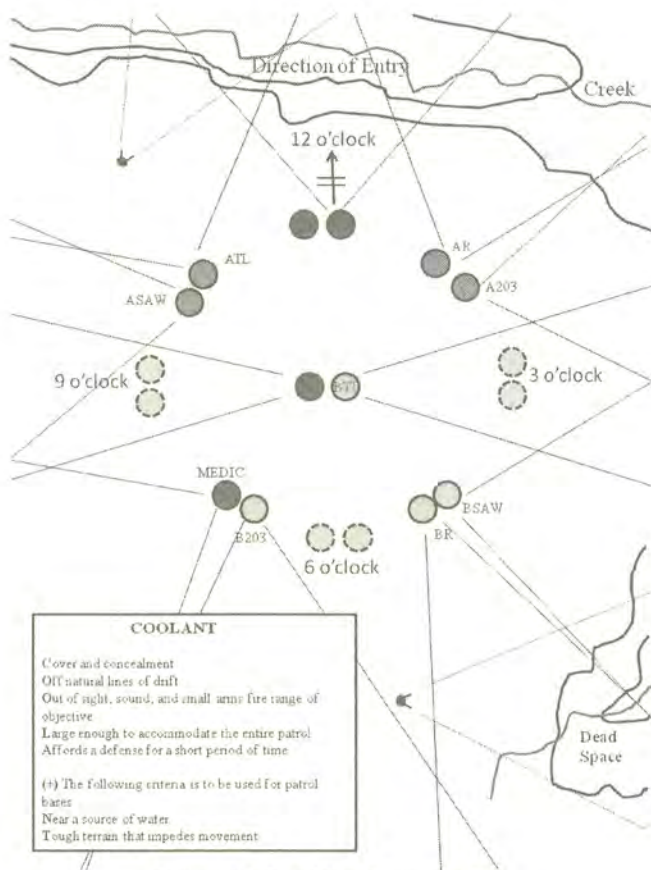 Direction of Entry
Creek
12 o'clock
ATL
AR
ASAW
A203
9 o'clock
3 o'clock
MEDIC
BSAW
B203
BR
6 o'clock
COOLANT
Cover and concealment
Off natural lines of drift
Out of sight, sound, and small arms fire range of
objective
Large enough to accommodate the entire patrol
Affords a defense for a short period of time
(+) The following criteria is to be used for patrol
bases
Near a source of water
Tough terrain that impedes movement
Dead
Space